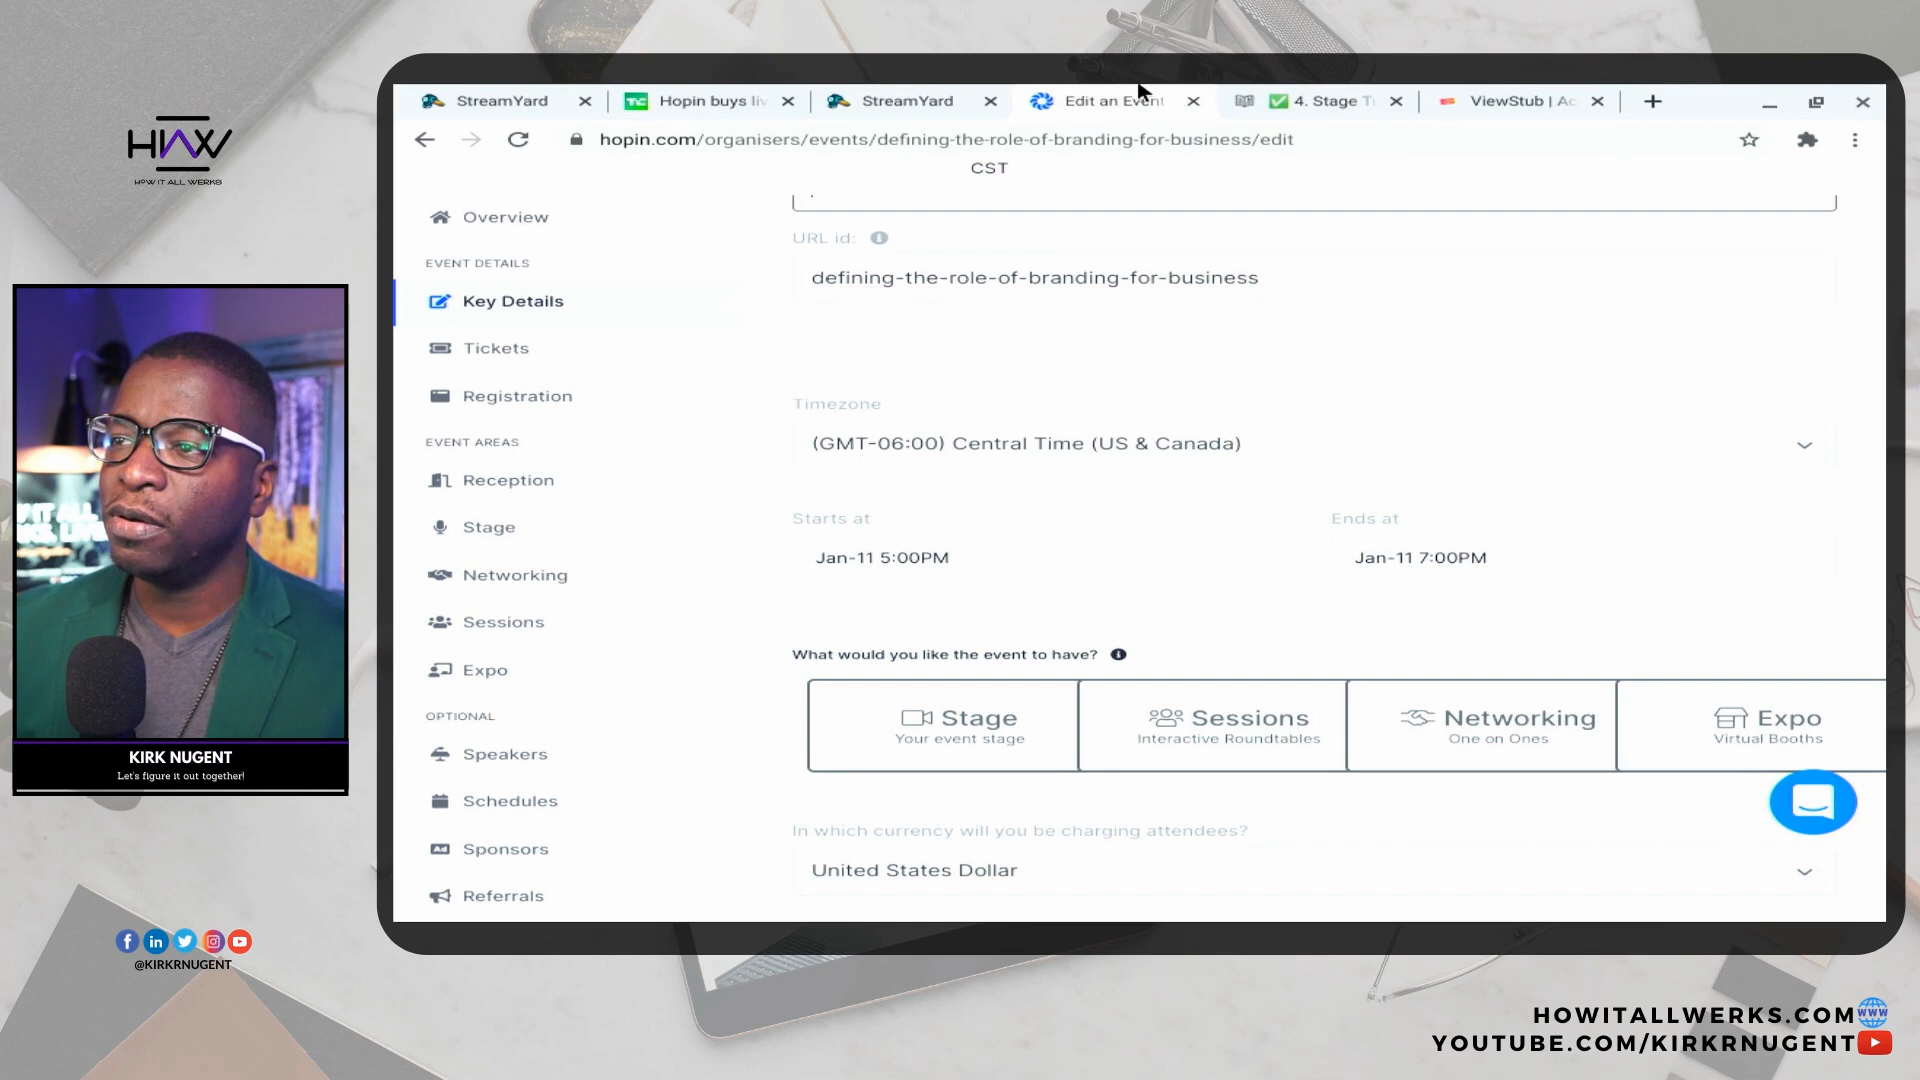 HIAW
HOW IT ALL WERKS
StreamYard
Hopin buys liv
StreamYard
Edit an Event
4. Stage T
ViewStub | Ac
hopin.com/organisers/events/defining-the-role-of-branding-for-business/edit
CST
Overview
EVENT DETAILS
Key Details
Tickets
Registration
EVENT AREAS
Reception
Stage
Networking
Sessions
Expo
OPTIONAL
Speakers
Schedules
Sponsors
Referrals
URL id:
defining-the-role-of-branding-for-business
Timezone
(GMT-06:00) Central Time (US & Canada)
Starts at
Ends at
Jan-11 5:00PM
Jan-11 7:00PM
What would you like the event to have?
Stage
Your event stage
Sessions
Interactive Roundtables
Networking
One on Ones
Expo
Virtual Booths
In which currency will you be charging attendees?
United States Dollar
KIRK NUGENT
Let's figure it out together!
@KIRKRNUGENT
HOWITALLWERKS.COM
WWW
YOUTUBE.COM/KIRKRNUGENT